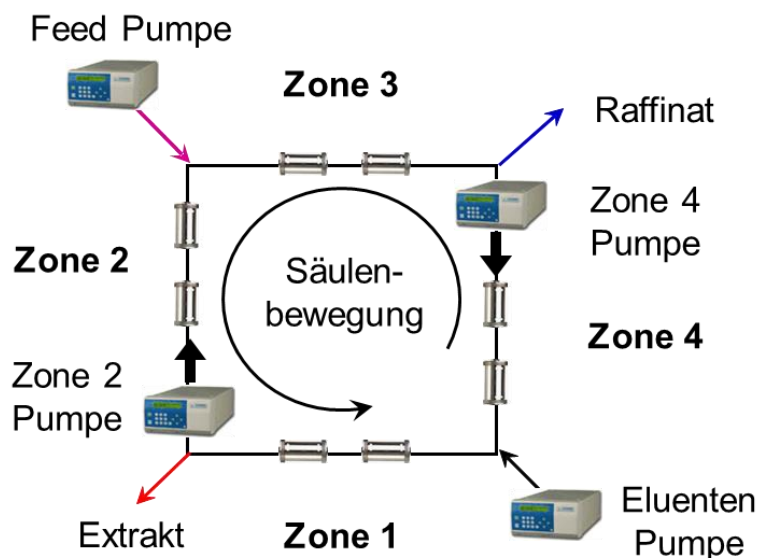 Feed Pumpe
Zone 3
Raffinat
Zone 4
Pumpe
Zone 2
Säulen-
bewegung
Zone 4
Zone 2
Pumpe
Extrakt
Zone 1
Eluenten
Pumpe